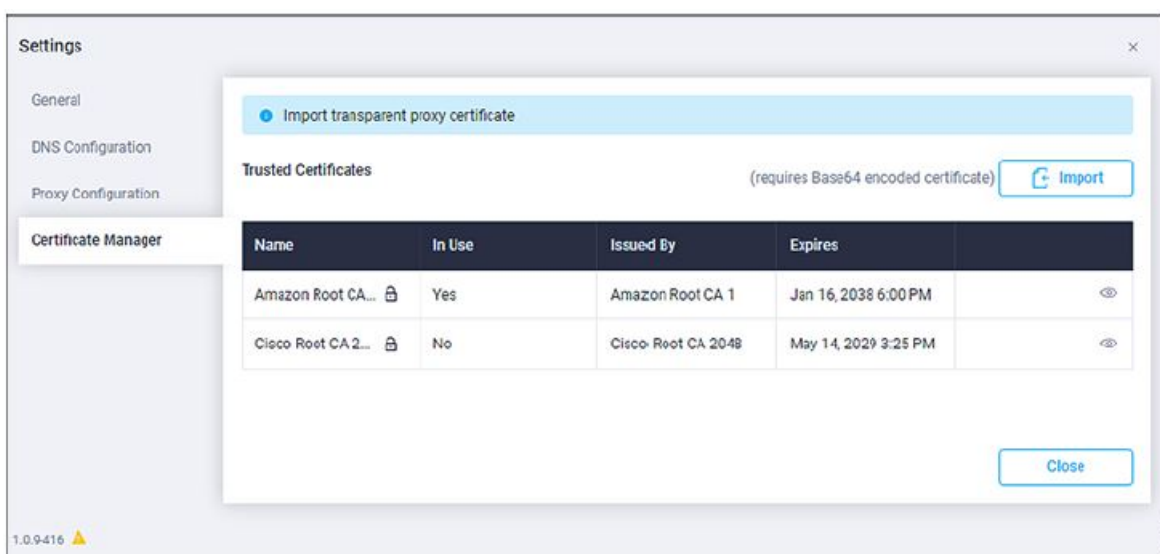 Settings
×
General
Import transparent proxy certificate
DNS Configuration
Trusted Certificates
(requires Base64 encoded certificate) Import
Proxy Configuration
Certificate Manager
Name In Use Issued By Expires
Amazon Root CA... Yes Amazon Root CA 1 Jan 16, 2038 6:00 PM
Cisco Root CA 2... No Cisco Root CA 2048 May 14, 2029 3:25 PM
Close
1.0.9-416